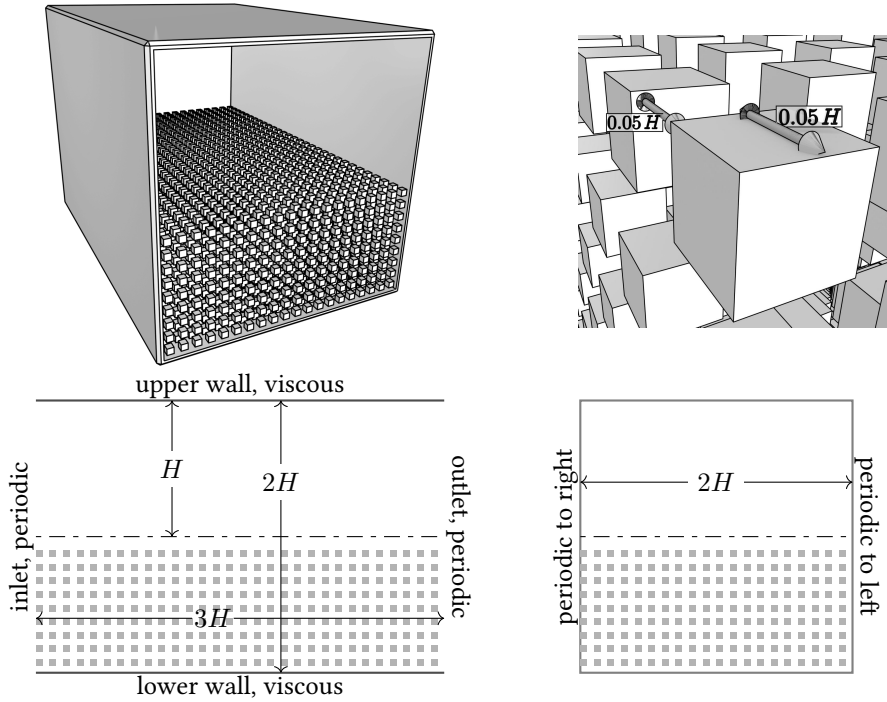 0.05 H
0.05 H
upper wall, viscous
inlet, periodic
H
2H
3H
outlet, periodic
lower wall, viscous
periodic to right
2H
periodic to left